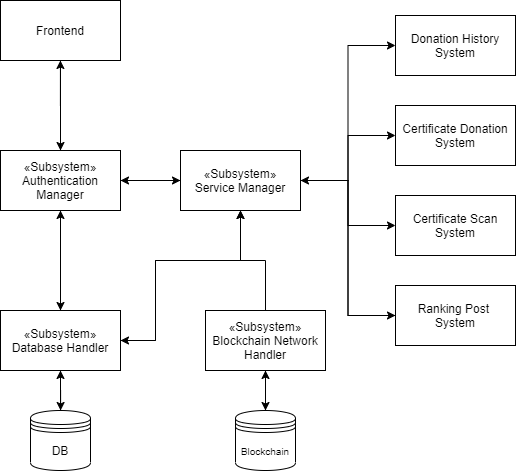 Frontend
Donation History
System
Certificate Donation
System
«Subsystem»
Authentication
Manager
«Subsystem»
Service Manager
Certificate Scan
System
Ranking Post
System
«Subsystem»
Database Handler
«Subsystem»
Blockchain Network
Handler
DB
Blockchain